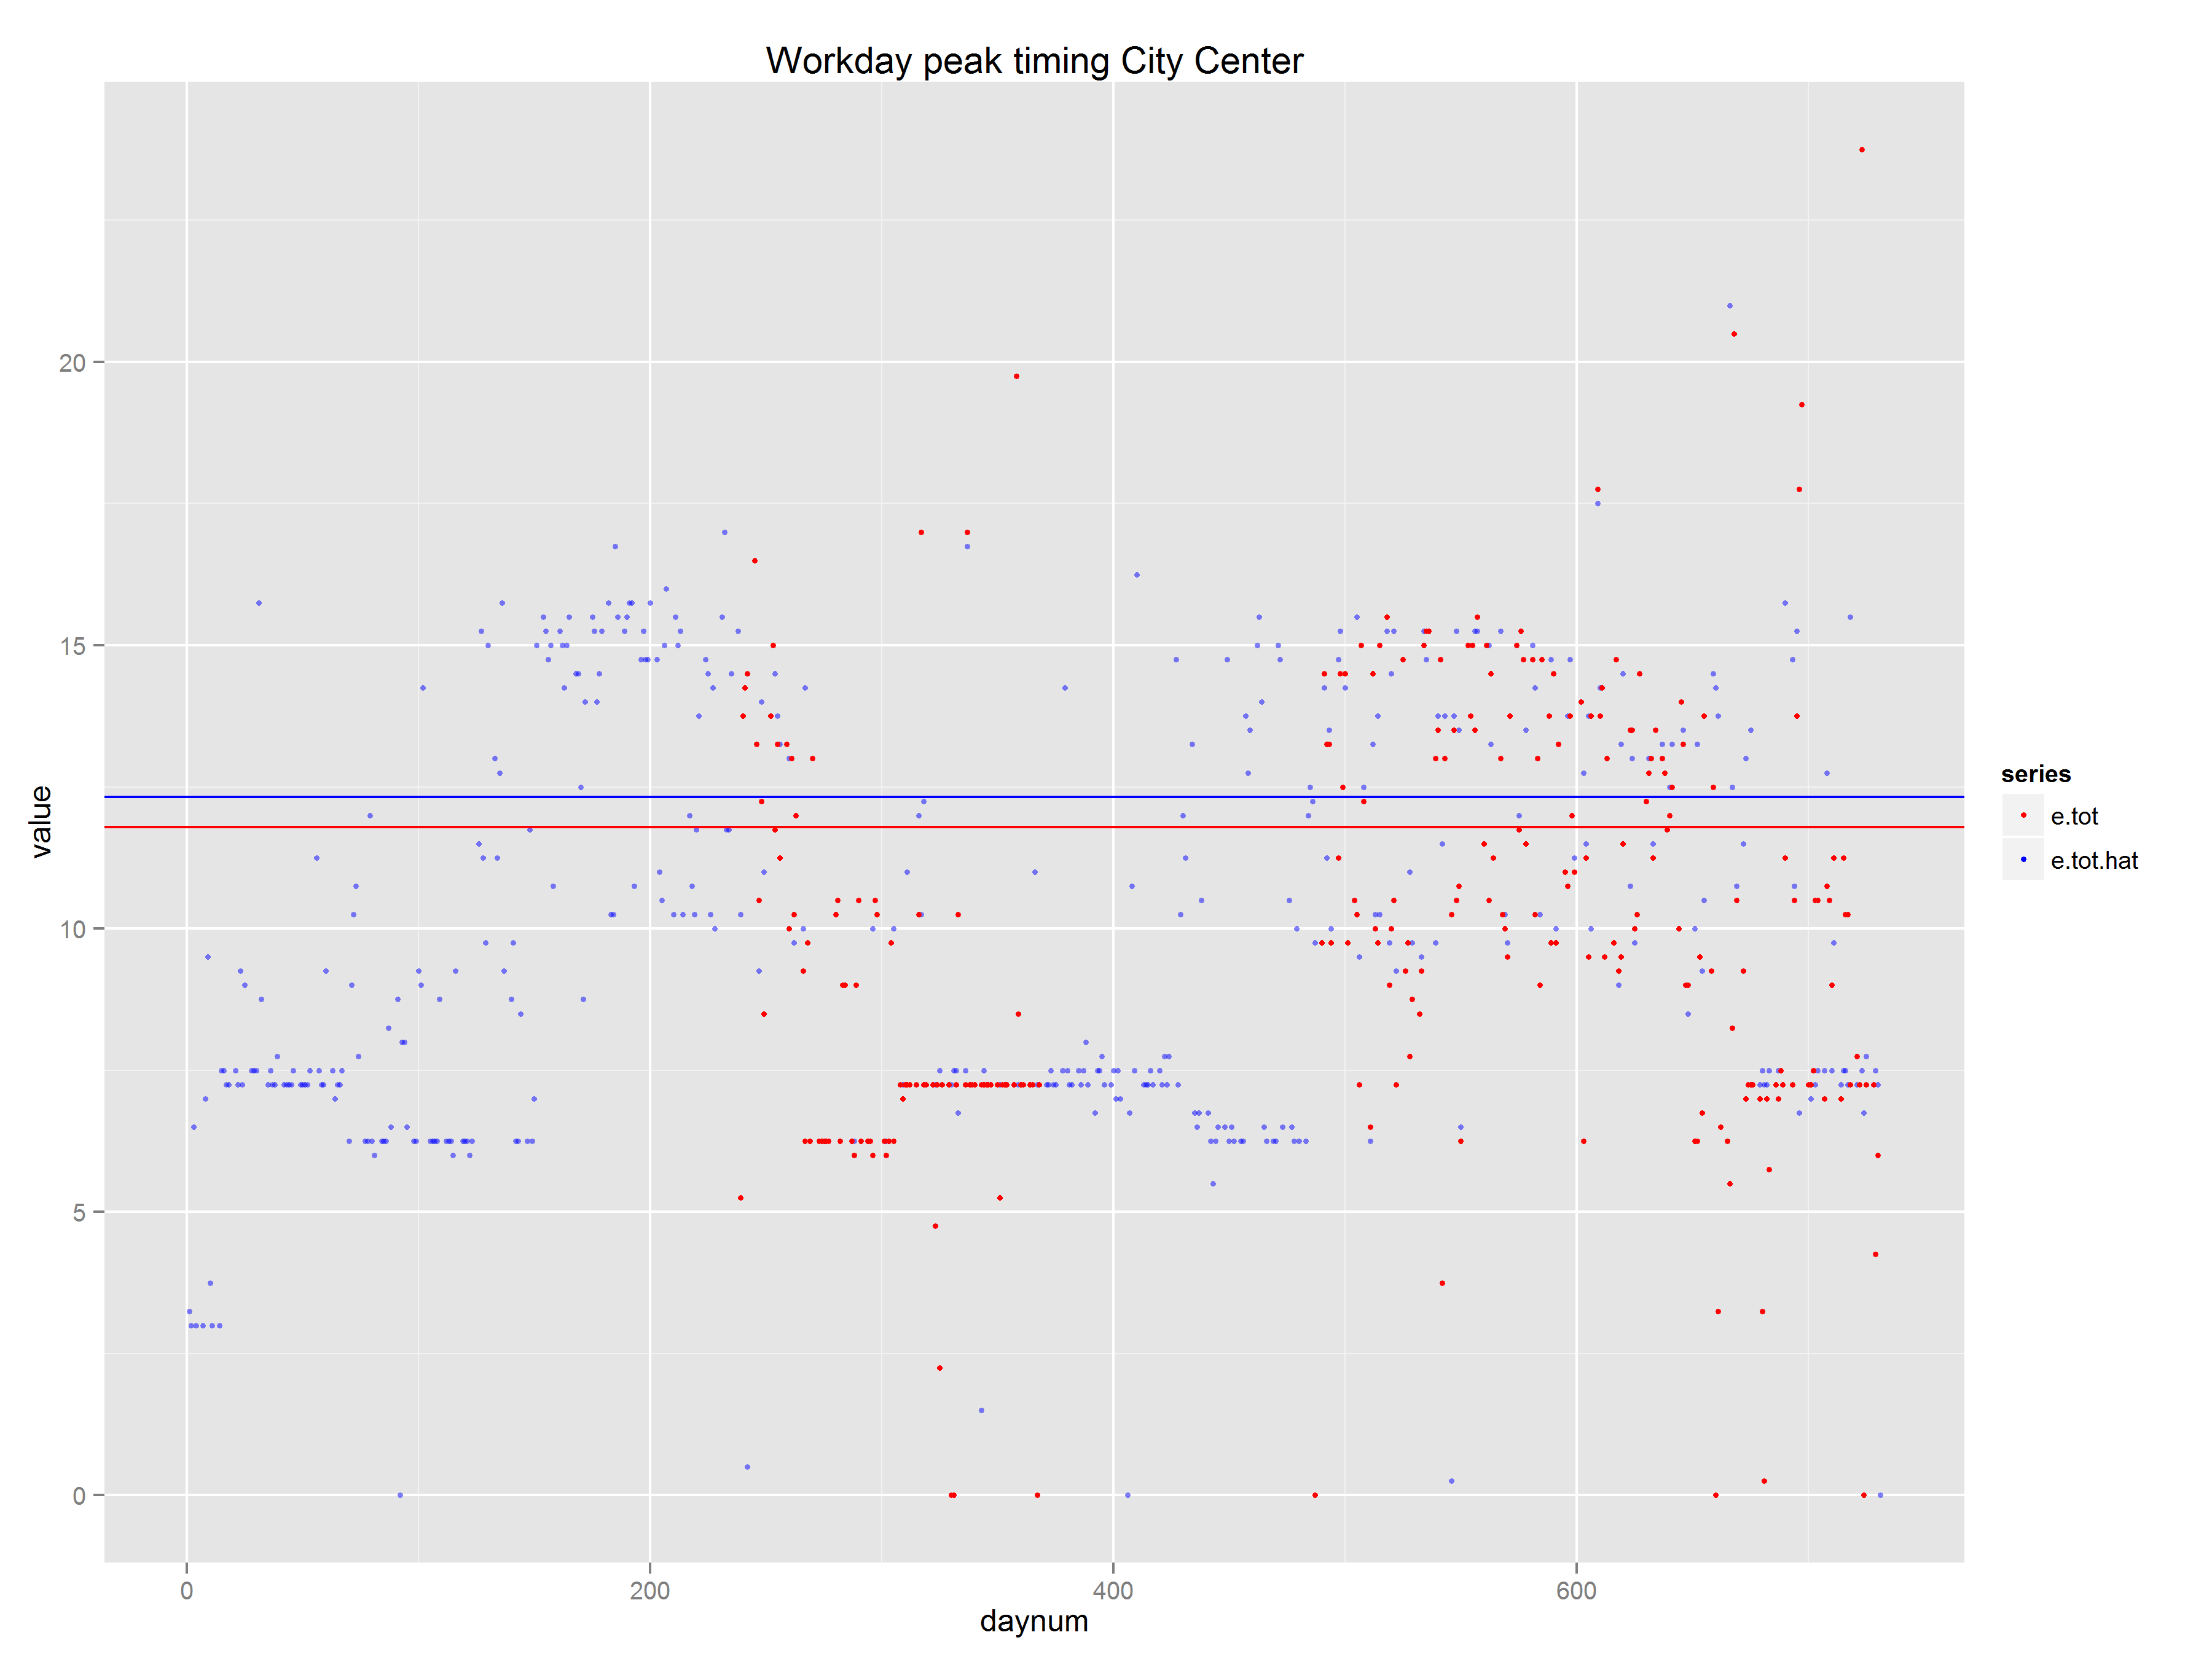 Workday peak timing City Center
value
20
15
10
5
0
0 200 400 600
daynum
series
e.tot
e.tot.hat